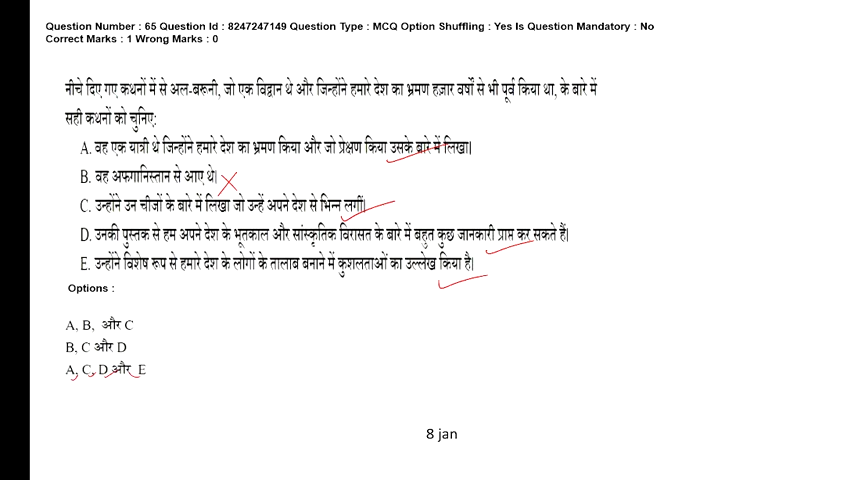 Question Number : 65 Question Id : 8247247149 Question Type : MCQ Option Shuffling : Yes Is Question Mandatory : No
Correct Marks : 1 Wrong Marks : 0
नीचे दिए गए कथनों में से अल-बरूनी, जो एक विद्वान थे और जिन्होंने हमारे देश का भ्रमण हज़ार वर्षों से भी पूर्व किया था, के बारे में
सही कथनों को चुनिए:
A. वह एक यात्री थे जिन्होंने हमारे देश का भ्रमण किया और जो प्रेक्षण किया उसके बारे में लिखा।
B. वह अफगानिस्तान से आए थे।
C. उन्होंने उन चीजों के बारे में लिखा जो उन्हें अपने देश से भिन्न लगीं।
D. उनकी पुस्तक से हम अपने देश के भूतकाल और सांस्कृतिक विरासत के बारे में बहुत कुछ जानकारी प्राप्त कर सकते हैं।
E. उन्होंने विशेष रूप से हमारे देश के लोगों के तालाब बनाने में कुशलताओं का उल्लेख किया है।
Options :
A, B, और C
B, C और D
A, C, D और E
8 jan